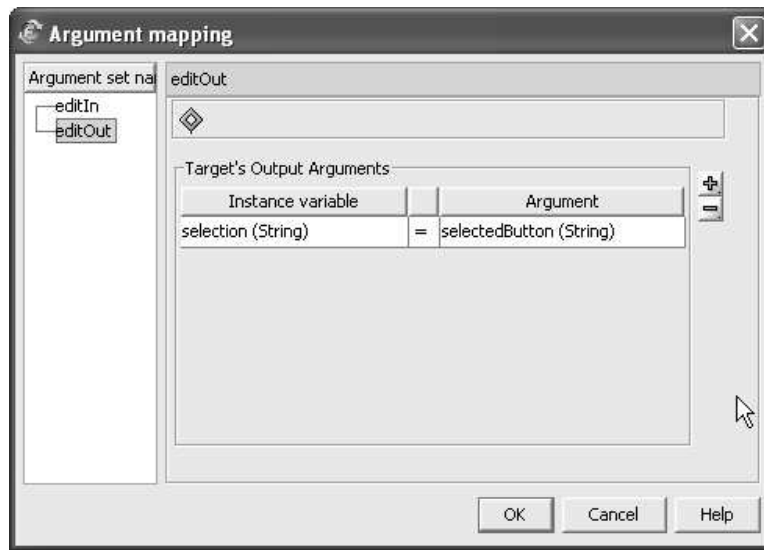 Argument mapping
Argument set nar
editIn
editOut
editOut
Target's Output Arguments
Instance variable Argument
selection (String) = selectedButton (String)
OK Cancel Help